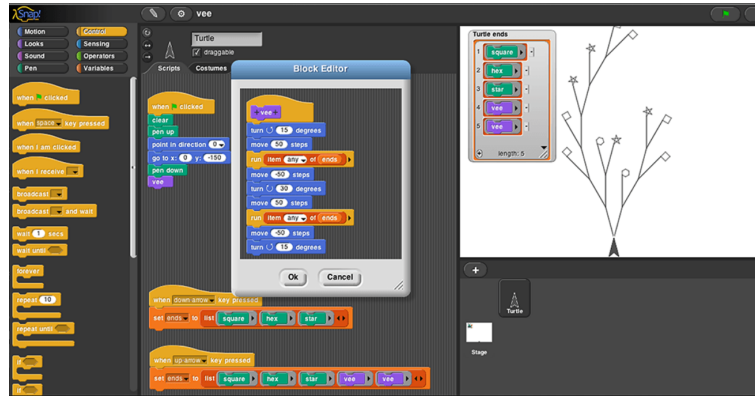 Snap! vee
Motion Control
Looks Sensing
Sound Operators
Pen Variables
when clicked
when space key pressed
when I am clicked
when I receive
broadcast
broadcast and wait
wait 1 secs
wait until
forever
repeat 10
repeat until
if
Turtle
draggable
Scripts Costumes
when clicked
clear
pen up
point in direction 0
go to x: 0 y: -150
pen down
vee
when down arrow key pressed
set ends to list square hex star
when up arrow key pressed
set ends to list square hex star vee vee
Block Editor
+ vee +
turn 15 degrees
move 50 steps
run item any of ends
move -50 steps
turn 30 degrees
move 50 steps
run item any of ends
move -50 steps
turn 15 degrees
Ok Cancel
Turtle ends
1 square
2 hex
3 star
4 vee
5 vee
+ length: 5
+
Turtle
Stage